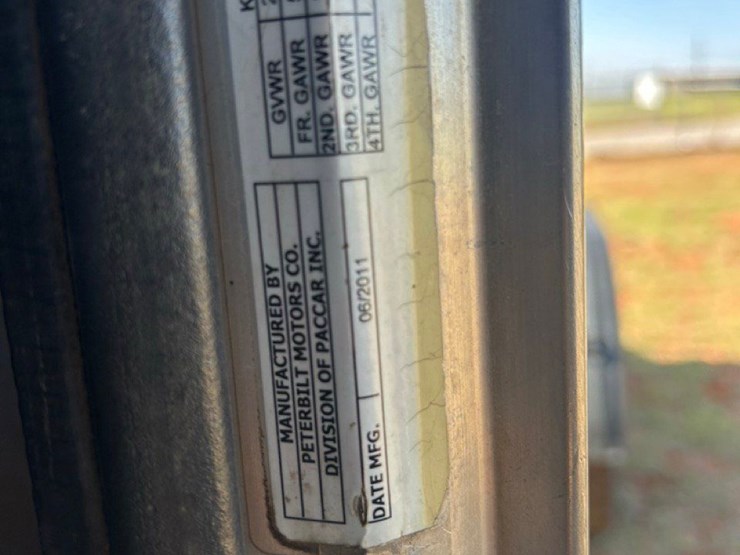 MANUFACTURED BY
PETERBILT MOTORS CO.
DIVISION OF PACCAR INC.
DATE MFG. 06/2011
GVWR
FR. GAWR
2ND. GAWR
3RD. GAWR
4TH. GAWR